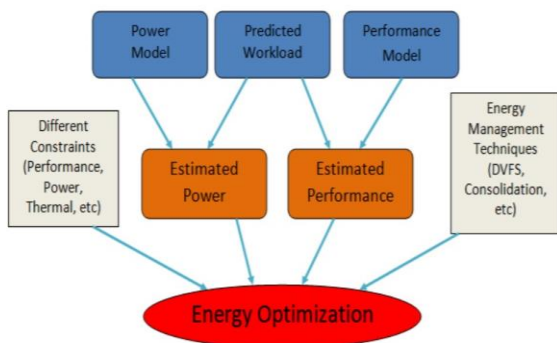 Power
Model
Predicted
Workload
Performance
Model
Different
Constraints
(Performance,
Power,
Thermal, etc)
Estimated
Power
Estimated
Performance
Energy
Management
Techniques
(DVFS,
Consolidation,
etc)
Energy Optimization